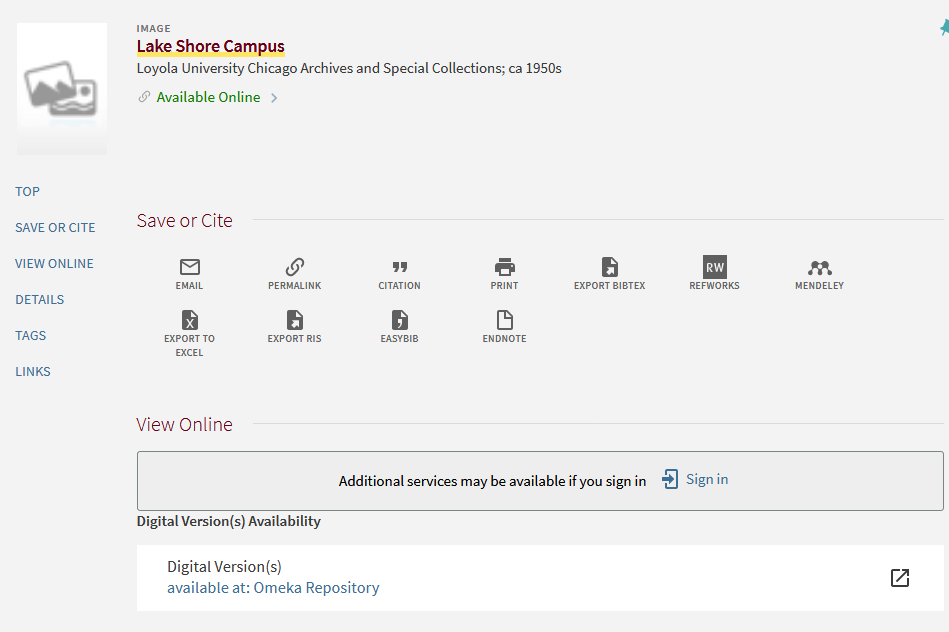 IMAGE
Lake Shore Campus
Loyola University Chicago Archives and Special Collections; ca 1950s
Available Online
TOP
SAVE OR CITE
VIEW ONLINE
DETAILS
TAGS
LINKS
Save or Cite
EMAIL
PERMALINK
CITATION
PRINT
EXPORT BIBTEX
RW
REFWORKS
MENDELEY
X
EXPORT TO
EXCEL
EXPORT RIS
EASYBIB
ENDNOTE
View Online
Additional services may be available if you sign in Sign in
Digital Version(s) Availability
Digital Version(s)
available at: Omeka Repository